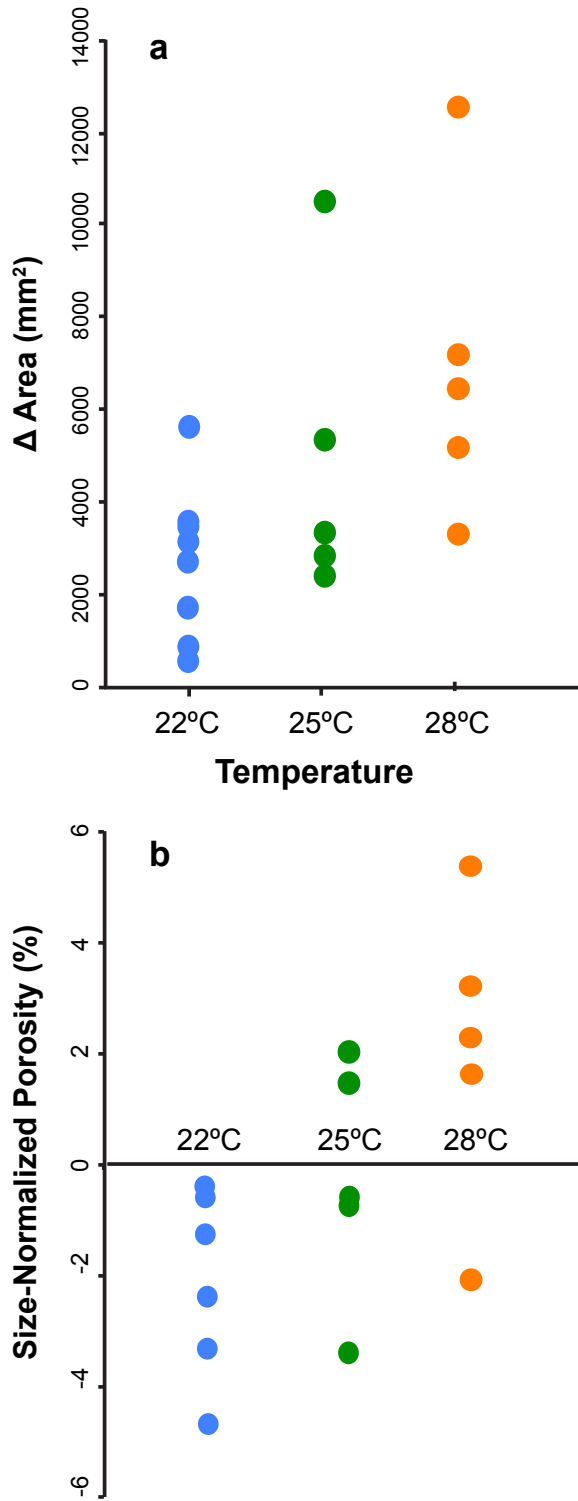 a
14000
12000
10000
8000
6000
4000
2000
0
Δ Area (mm²)
22ºC 25ºC 28ºC
Temperature
b
6
4
2
0
-2
-4
-6
Size-Normalized Porosity (%)
22ºC 25ºC 28ºC